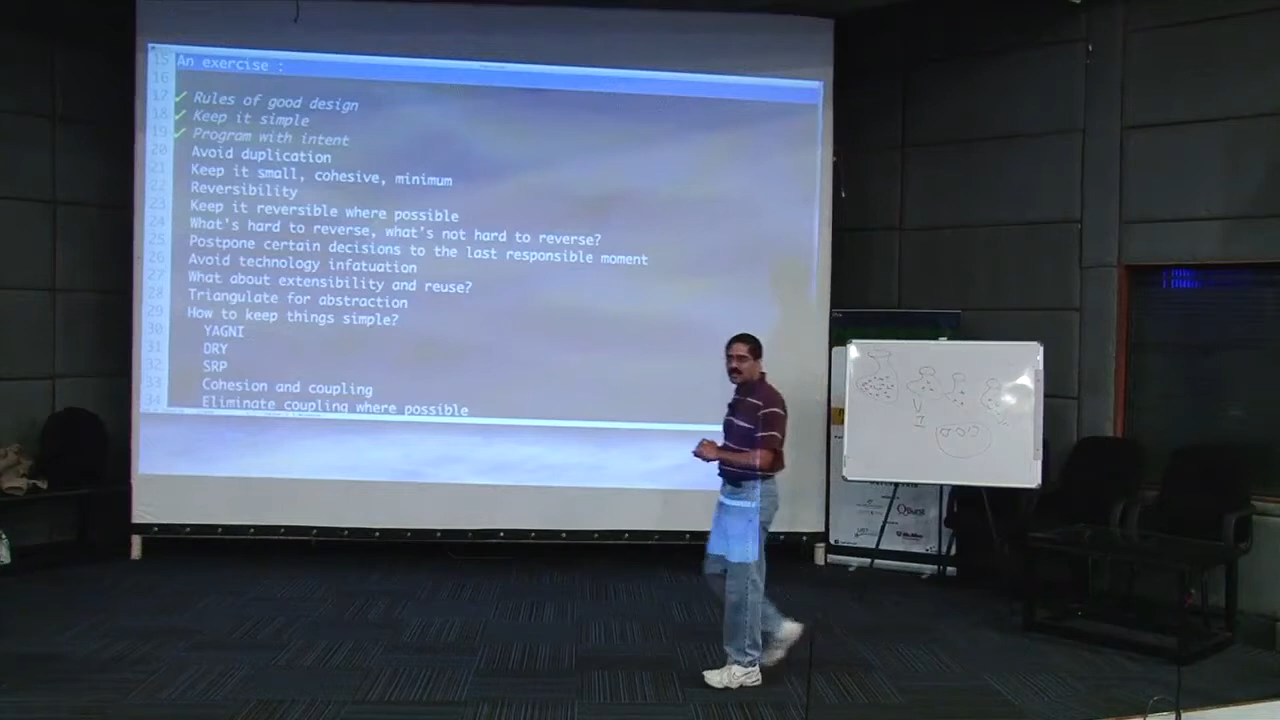 15 An exercise :
16
17 ✓ Rules of good design
18 ✓ Keep it simple
19 ✓ Program with intent
20 Avoid duplication
21 Keep it small, cohesive, minimum
22 Reversibility
23 Keep it reversible where possible
24 What's hard to reverse, what's not hard to reverse?
25 Postpone certain decisions to the last responsible moment
26 Avoid technology infatuation
27 What about extensibility and reuse?
28 Triangulate for abstraction
29 How to keep things simple?
30 YAGNI
31 DRY
32 SRP
33 Cohesion and coupling
34 Eliminate coupling where possible